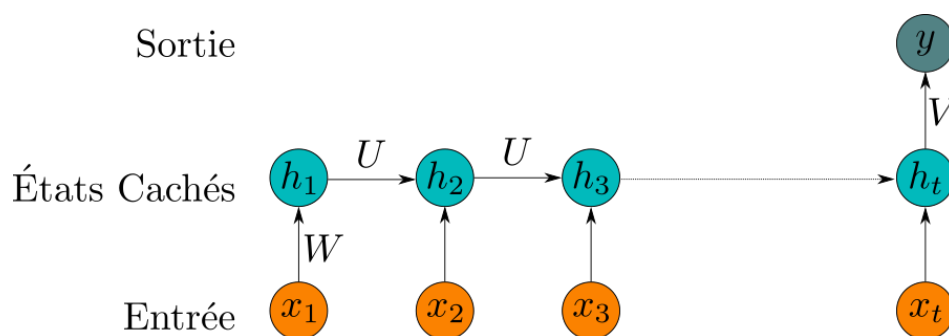 Sortie y
V
U U
États Cachés h₁ h₂ h₃ hₜ
W
Entrée x₁ x₂ x₃ xₜ